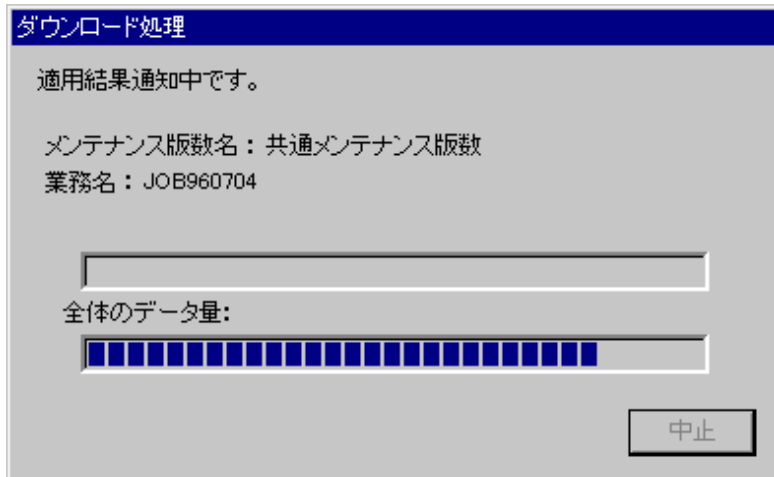 ダウンロード処理
適用結果通知中です。
メンテナンス版数名：共通メンテナンス版数
業務名：JOB960704
全体のデータ量:
中止